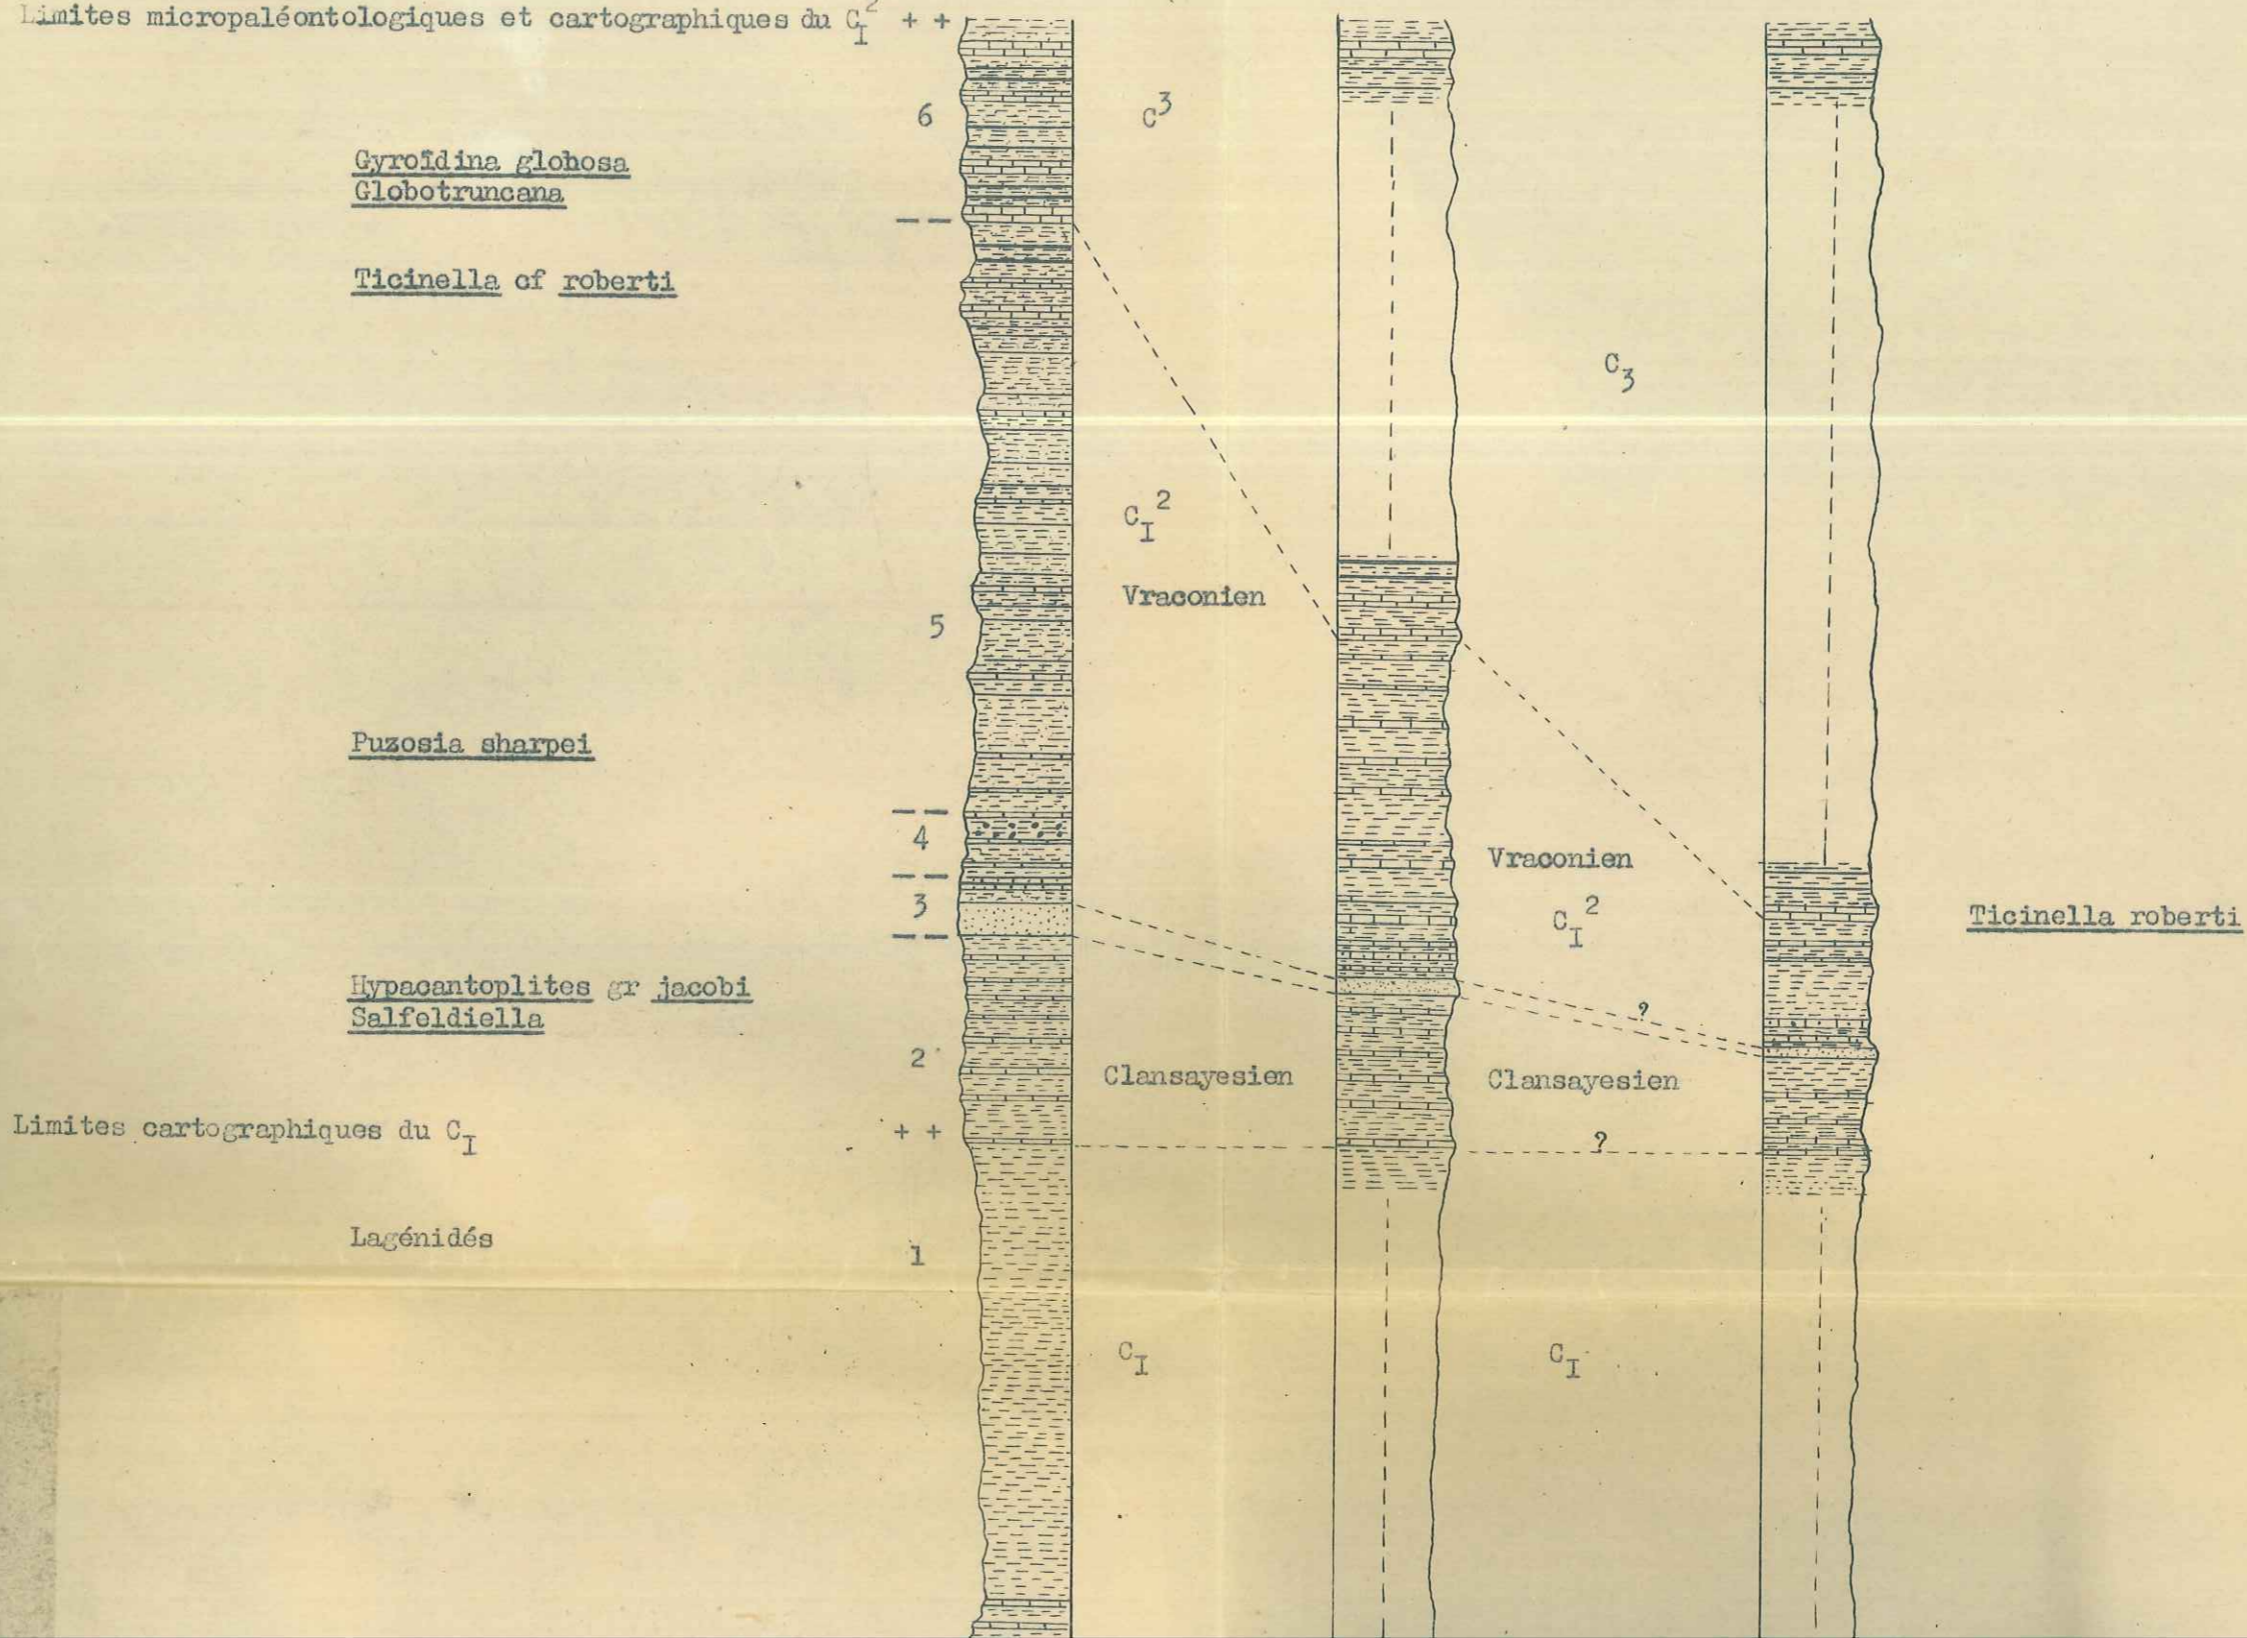 Limites micropaléontologiques et cartographiques du C_I^2 + +
6
C^3
Gyroîdina globosa
Globotruncana
Ticinella cf roberti
C_3
C_I^2
Vraconien
5
Puzosia sharpei
4
Vraconien
3
C_I^2
Ticinella roberti
Hypacantoplites gr jacobi
Salfeldiella
?
2
Clansayesien
Clansayesien
Limites cartographiques du C_I + +
?
Lagénidés
1
C_I
C_I